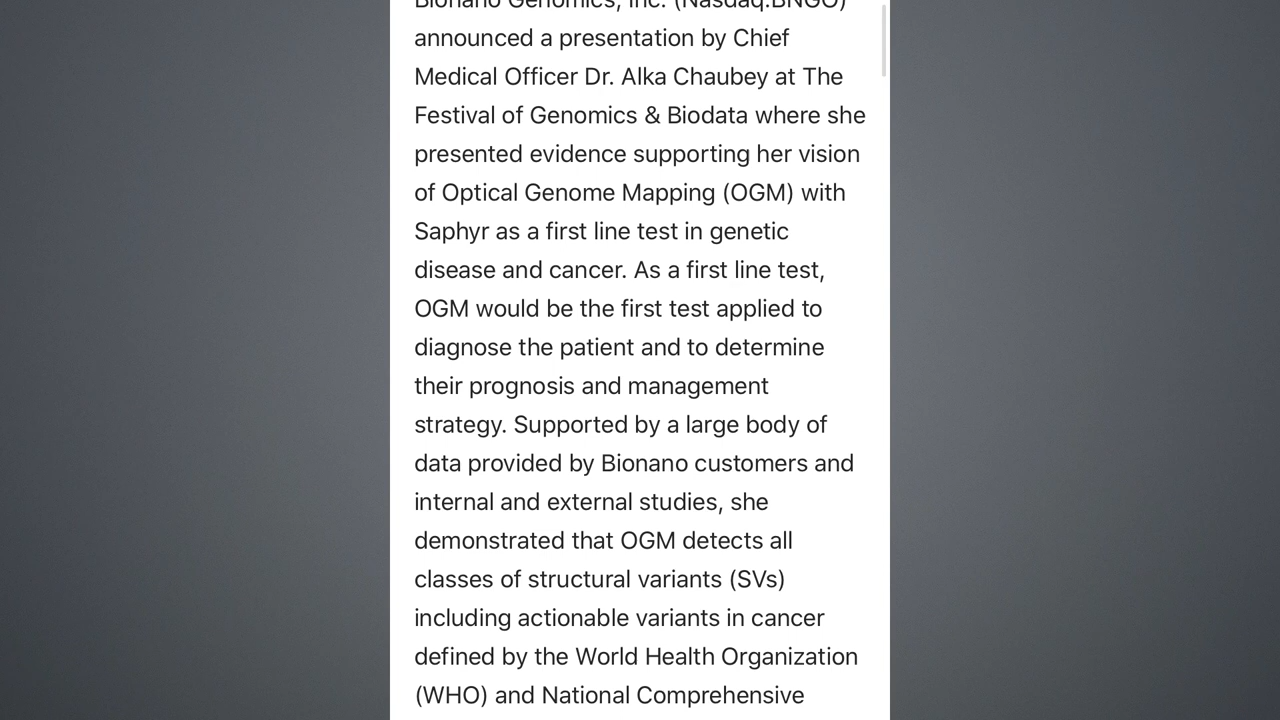 Bionano Genomics, Inc. (Nasdaq:BNGO)
announced a presentation by Chief
Medical Officer Dr. Alka Chaubey at The
Festival of Genomics & Biodata where she
presented evidence supporting her vision
of Optical Genome Mapping (OGM) with
Saphyr as a first line test in genetic
disease and cancer. As a first line test,
OGM would be the first test applied to
diagnose the patient and to determine
their prognosis and management
strategy. Supported by a large body of
data provided by Bionano customers and
internal and external studies, she
demonstrated that OGM detects all
classes of structural variants (SVs)
including actionable variants in cancer
defined by the World Health Organization
(WHO) and National Comprehensive